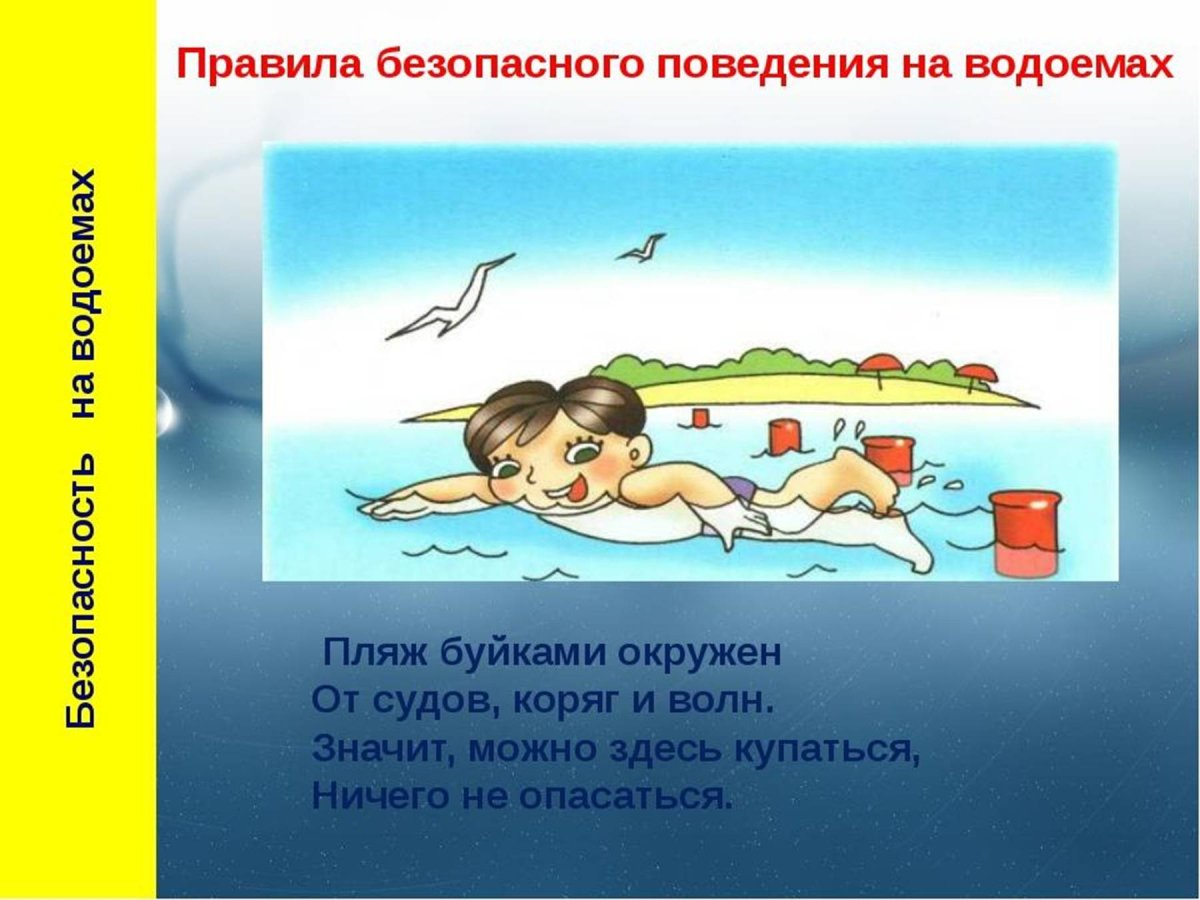 Правила безопасного поведения на водоемах
Безопасность на водоемах
Пляж буйками окружен
От судов, коряг и волн.
Значит, можно здесь купаться,
Ничего не опасаться.